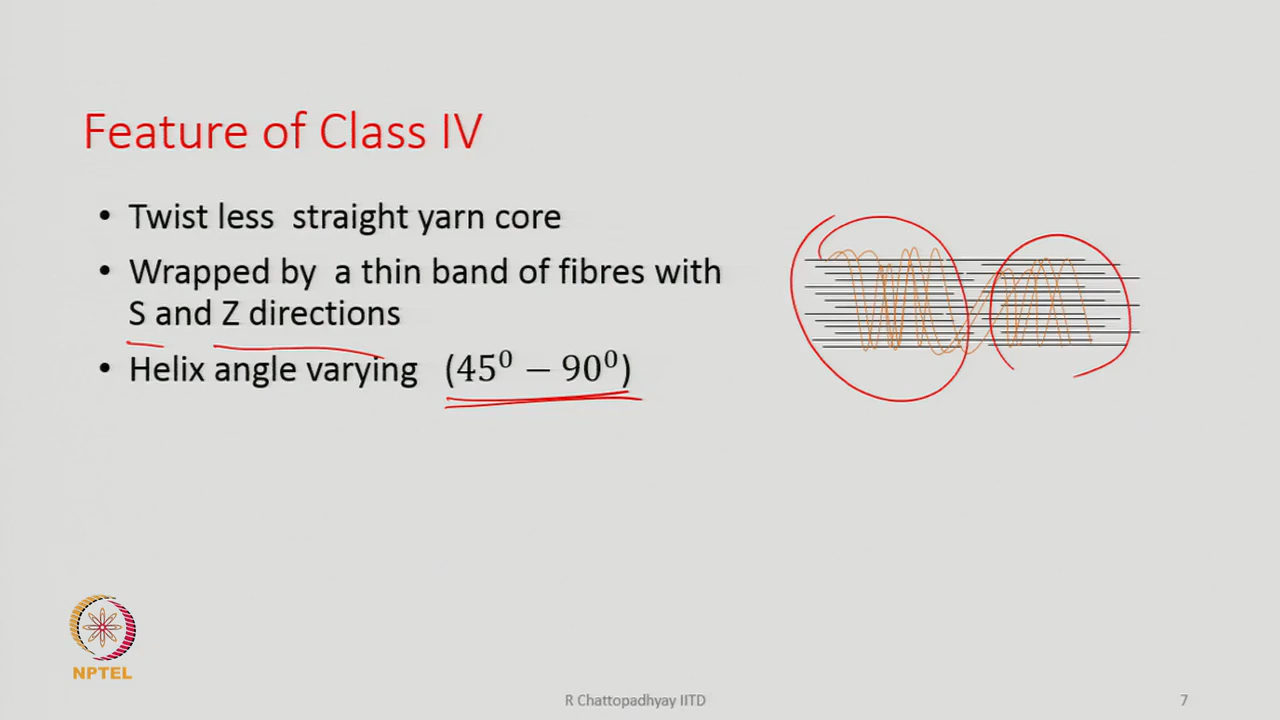 Feature of Class IV
• Twist less straight yarn core
• Wrapped by a thin band of fibres with
S and Z directions
• Helix angle varying (45⁰ − 90⁰)
NPTEL
R Chattopadhyay IITD
7